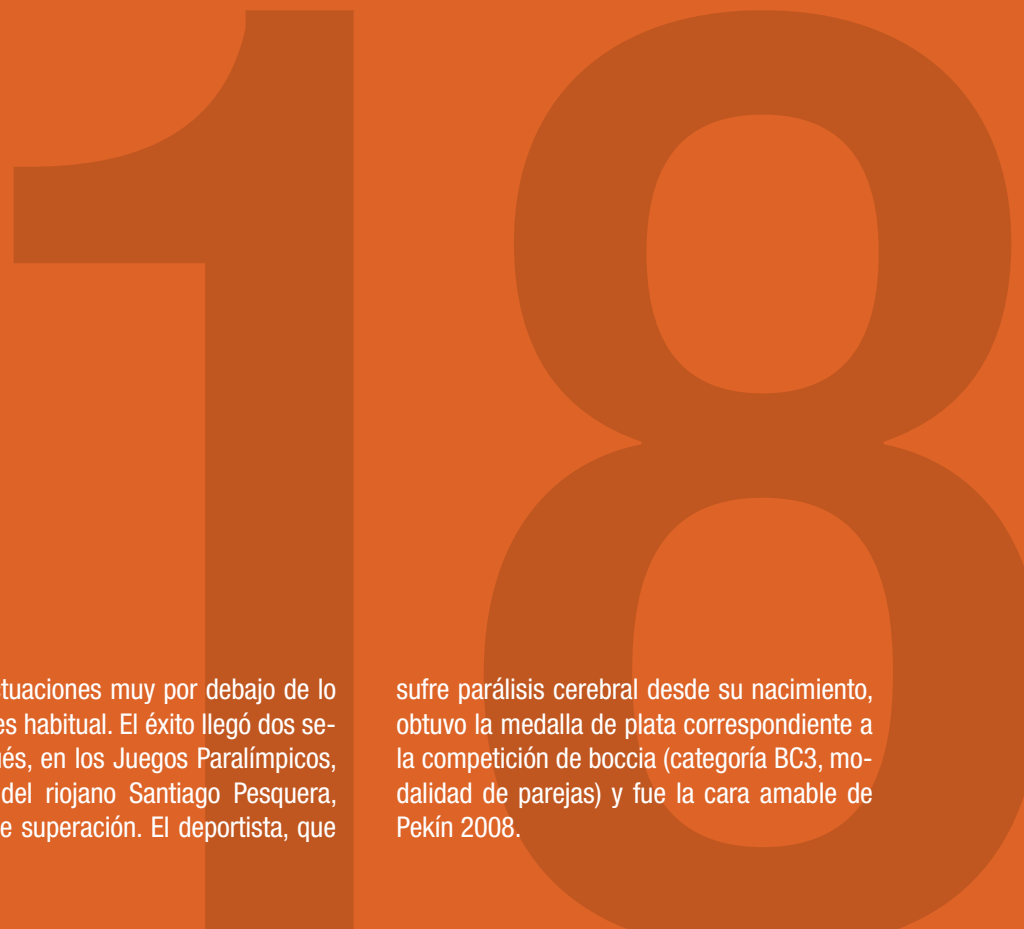 18
tuaciones muy por debajo de lo
es habitual. El éxito llegó dos se-
és, en los Juegos Paralímpicos,
del riojano Santiago Pesquera,
e superación. El deportista, que
sufre parálisis cerebral desde su nacimiento,
obtuvo la medalla de plata correspondiente a
la competición de boccia (categoría BC3, mo-
dalidad de parejas) y fue la cara amable de
Pekín 2008.